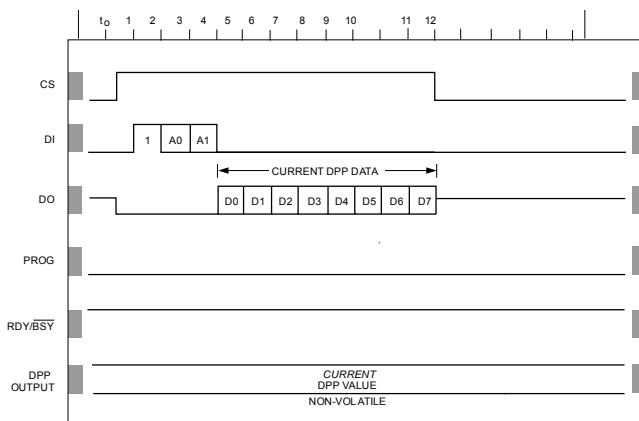 to 1 2 3 4 5 6 7 8 9 10 11 12
CS
DI 1 A0 A1
CURRENT DPP DATA
DO D0 D1 D2 D3 D4 D5 D6 D7
PROG
RDY/BSY
DPP
OUTPUT
CURRENT
DPP VALUE
NON-VOLATILE